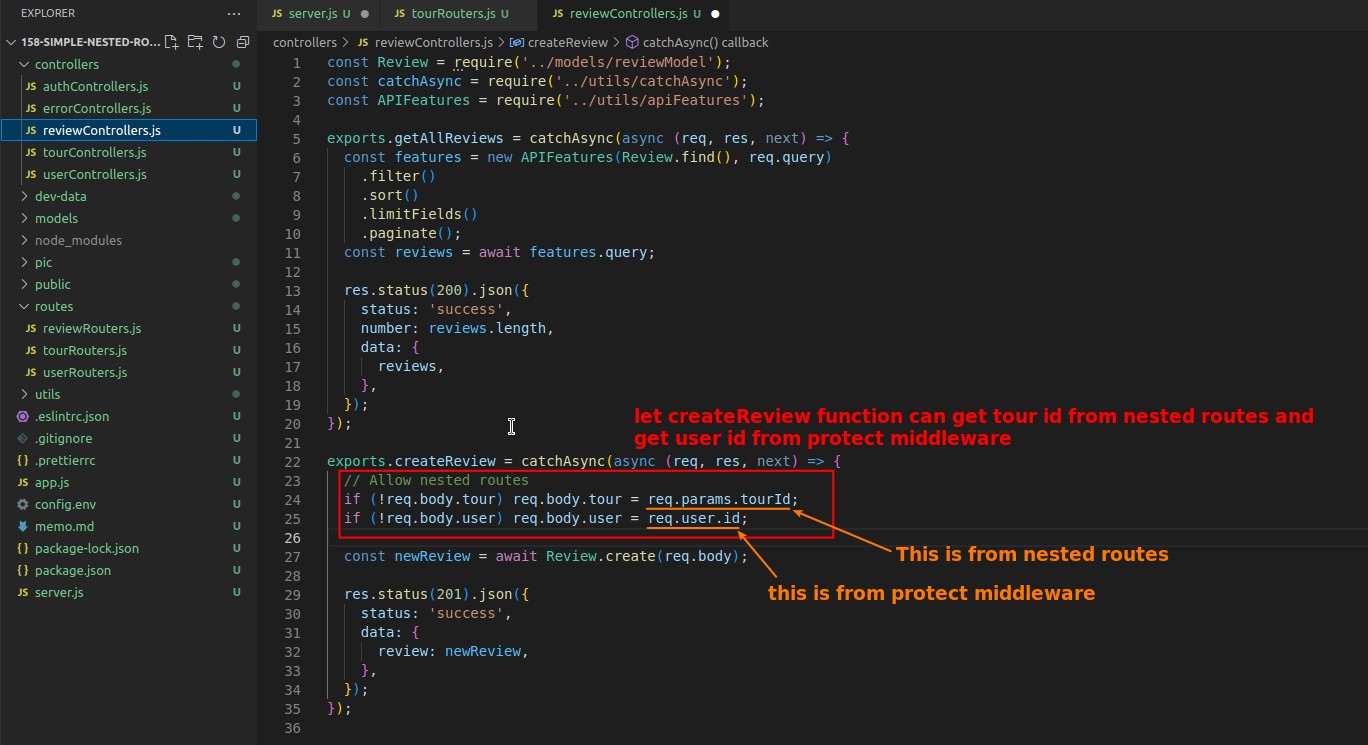 EXPLORER ···
158-SIMPLE-NESTED-RO...
controllers
JS authControllers.js U
JS errorControllers.js U
JS reviewControllers.js U
JS tourControllers.js U
JS userControllers.js U
dev-data
models
node_modules
pic
public
routes
JS reviewRouters.js U
JS tourRouters.js U
JS userRouters.js U
utils
.eslintrc.json U
.gitignore U
{} .prettierrc U
JS app.js U
config.env U
memo.md U
{} package-lock.json U
{} package.json U
JS server.js U
JS server.js U JS tourRouters.js U JS reviewControllers.js U
controllers > JS reviewControllers.js > createReview > catchAsync() callback
1 const Review = require('../models/reviewModel');
2 const catchAsync = require('../utils/catchAsync');
3 const APIFeatures = require('../utils/apiFeatures');
4
5 exports.getAllReviews = catchAsync(async (req, res, next) => {
6 const features = new APIFeatures(Review.find(), req.query)
7 .filter()
8 .sort()
9 .limitFields()
10 .paginate();
11 const reviews = await features.query;
12
13 res.status(200).json({
14 status: 'success',
15 number: reviews.length,
16 data: {
17 reviews,
18 },
19 });
20 });
let createReview function can get tour id from nested routes and
get user id from protect middleware
21
22 exports.createReview = catchAsync(async (req, res, next) => {
23 // Allow nested routes
24 if (!req.body.tour) req.body.tour = req.params.tourId;
25 if (!req.body.user) req.body.user = req.user.id;
26
27 const newReview = await Review.create(req.body);
This is from nested routes
28
29 res.status(201).json({
this is from protect middleware
30 status: 'success',
31 data: {
32 review: newReview,
33 },
34 });
35 });
36